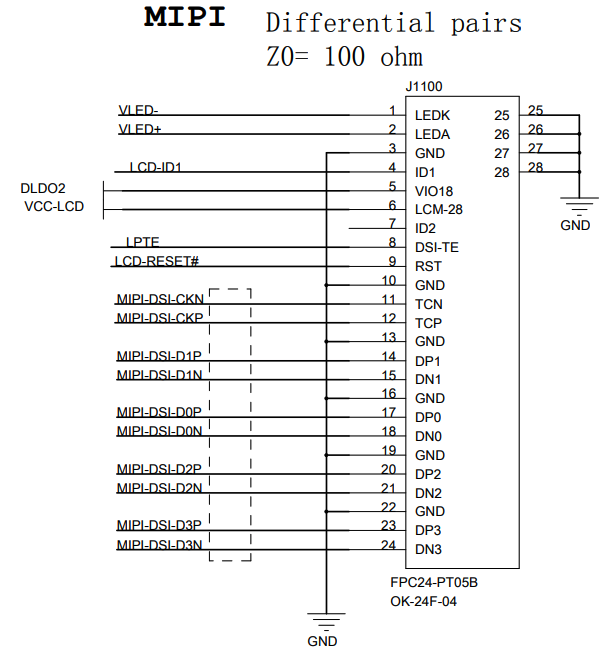 MIPI Differential pairs
Z0= 100 ohm
J1100
VLED- 1 LEDK 25 25
VLED+ 2 LEDA 26 26
3 GND 27 27
LCD-ID1 4 ID1 28 28
DLDO2 5 VIO18
VCC-LCD 6 LCM-28
7 ID2
GND
LPTE 8 DSI-TE
LCD-RESET# 9 RST
10 GND
MIPI-DSI-CKN 11 TCN
MIPI-DSI-CKP 12 TCP
13 GND
MIPI-DSI-D1P 14 DP1
MIPI-DSI-D1N 15 DN1
16 GND
MIPI-DSI-D0P 17 DP0
MIPI-DSI-D0N 18 DN0
19 GND
MIPI-DSI-D2P 20 DP2
MIPI-DSI-D2N 21 DN2
22 GND
MIPI-DSI-D3P 23 DP3
MIPI-DSI-D3N 24 DN3
FPC24-PT05B
OK-24F-04
GND